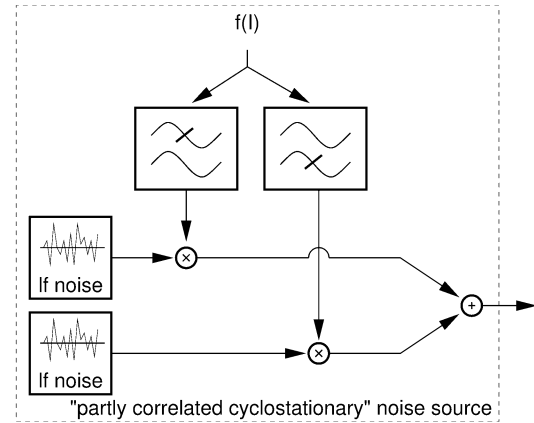 f(I)
lf noise
lf noise
"partly correlated cyclostationary" noise source